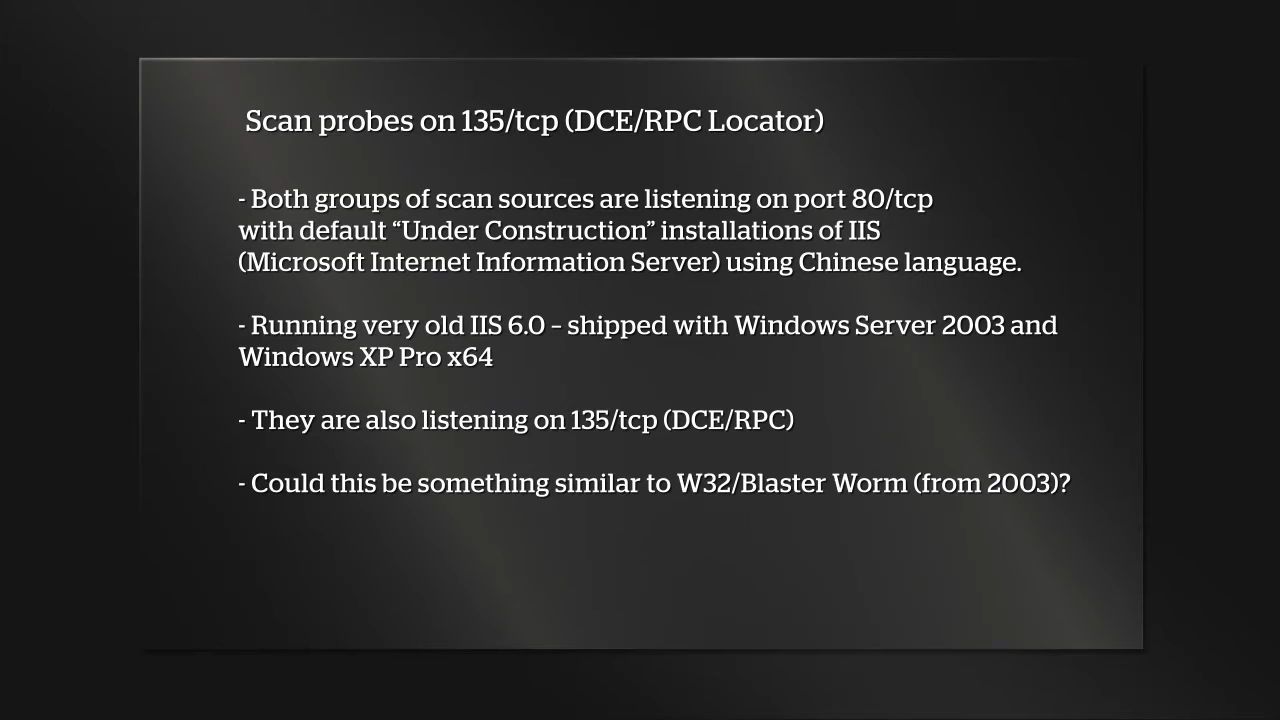 Scan probes on 135/tcp (DCE/RPC Locator)
- Both groups of scan sources are listening on port 80/tcp
with default “Under Construction” installations of IIS
(Microsoft Internet Information Server) using Chinese language.
- Running very old IIS 6.0 – shipped with Windows Server 2003 and
Windows XP Pro x64
- They are also listening on 135/tcp (DCE/RPC)
- Could this be something similar to W32/Blaster Worm (from 2003)?